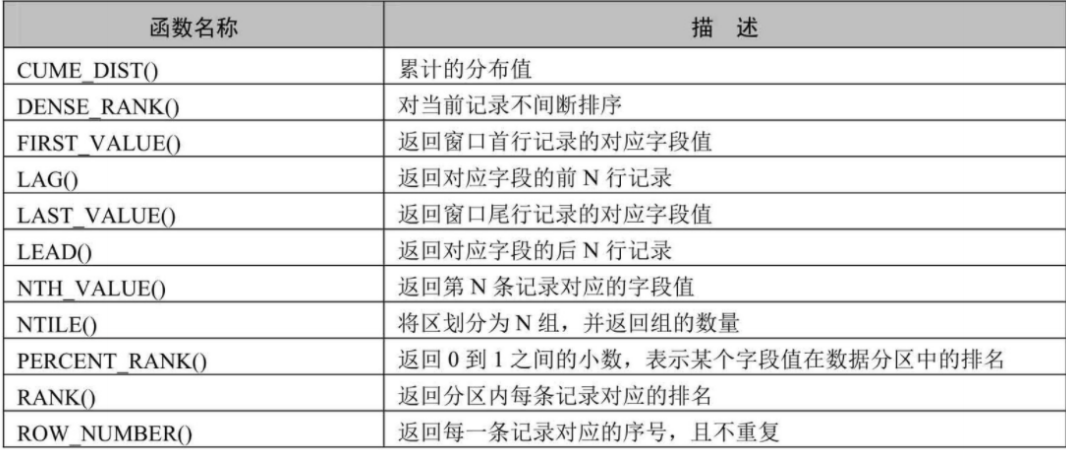 函数名称 描 述
CUME_DIST() 累计的分布值
DENSE_RANK() 对当前记录不间断排序
FIRST_VALUE() 返回窗口首行记录的对应字段值
LAG() 返回对应字段的前 N 行记录
LAST_VALUE() 返回窗口尾行记录的对应字段值
LEAD() 返回对应字段的后 N 行记录
NTH_VALUE() 返回第 N 条记录对应的字段值
NTILE() 将区划分为 N 组，并返回组的数量
PERCENT_RANK() 返回 0 到 1 之间的小数，表示某个字段值在数据分区中的排名
RANK() 返回分区内每条记录对应的排名
ROW_NUMBER() 返回每一条记录对应的序号，且不重复